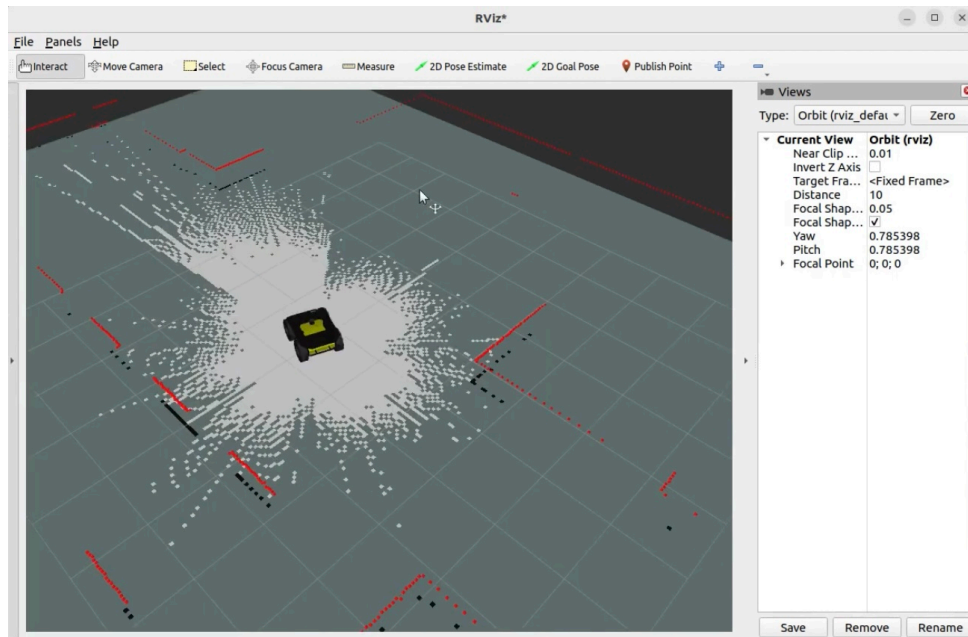 RViz*
File Panels Help
Interact Move Camera Select Focus Camera Measure 2D Pose Estimate 2D Goal Pose Publish Point
Views
Type: Orbit (rviz_defau Zero
Current View Orbit (rviz)
Near Clip ... 0.01
Invert Z Axis
Target Fra... <Fixed Frame>
Distance 10
Focal Shap... 0.05
Focal Shap...
Yaw 0.785398
Pitch 0.785398
Focal Point 0; 0; 0
Save Remove Rename